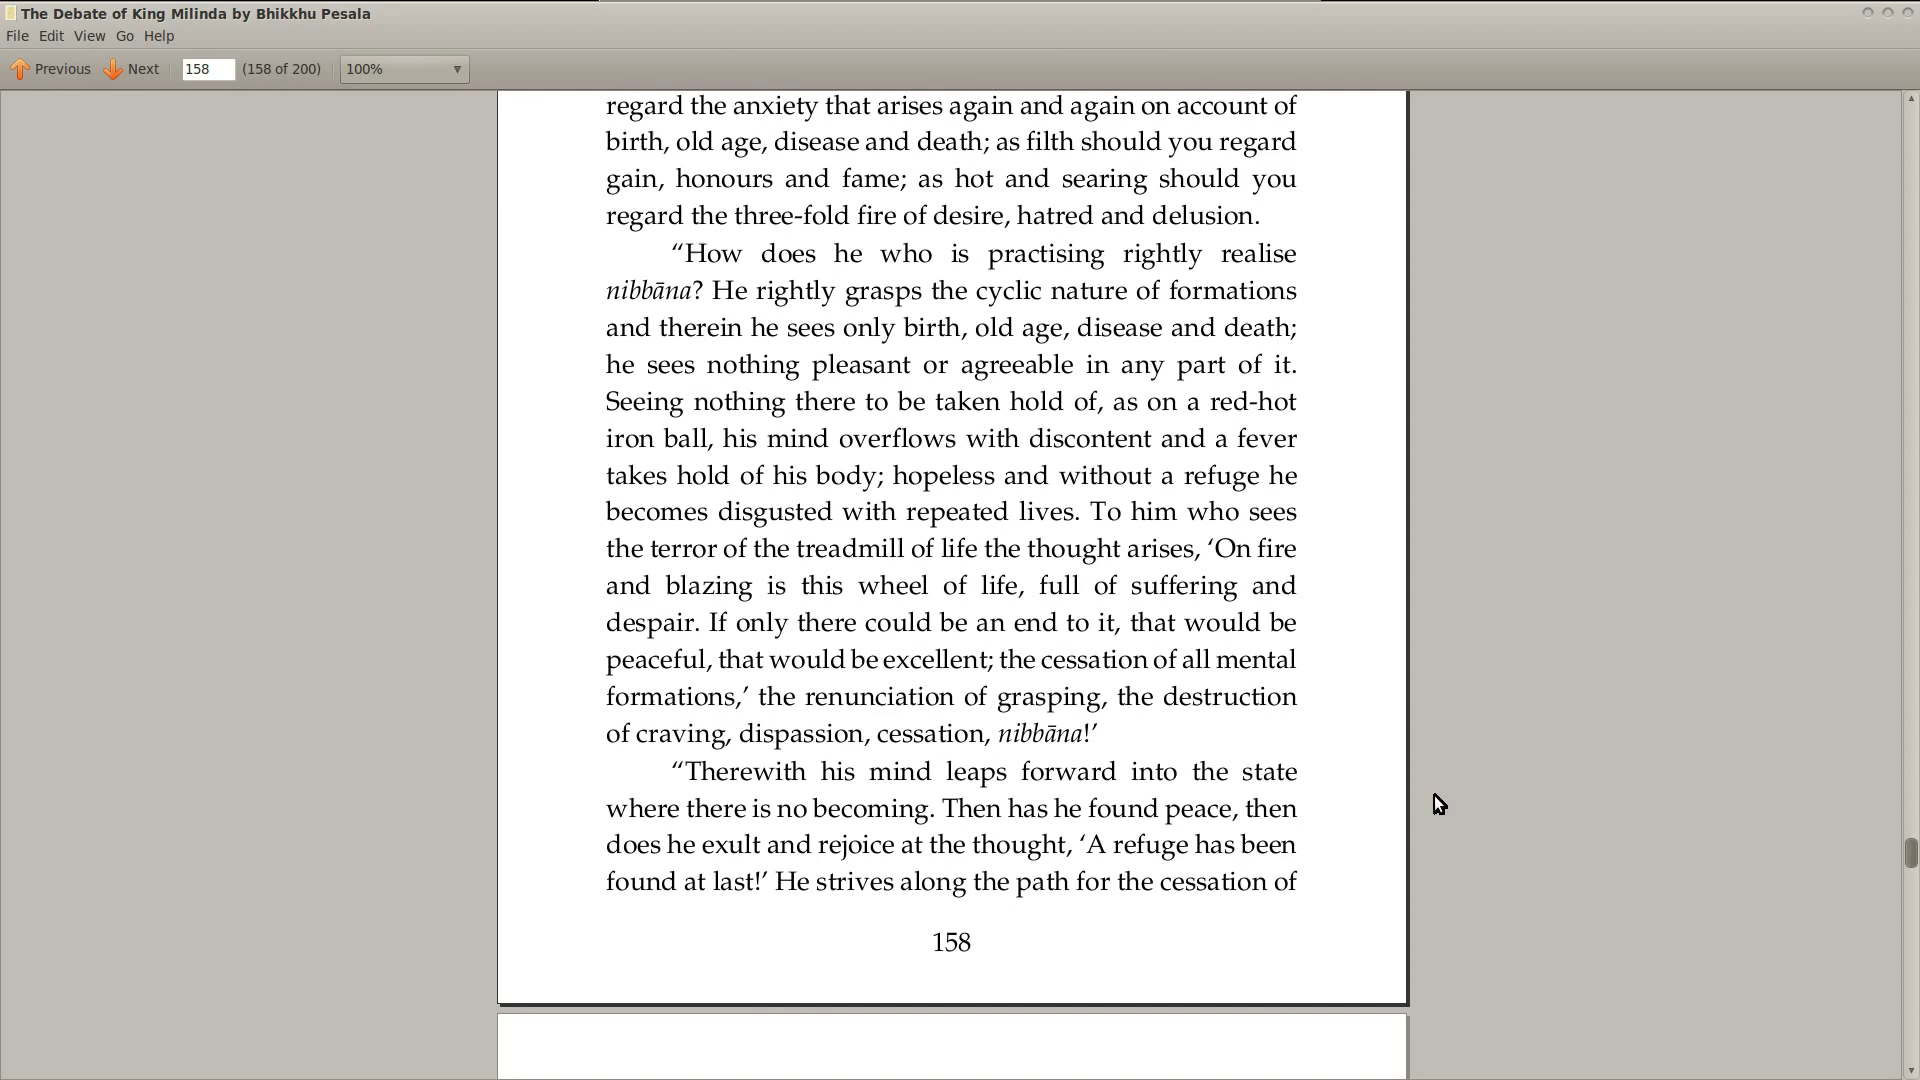 The Debate of King Milinda by Bhikkhu Pesala
File Edit View Go Help
Previous Next 158 (158 of 200) 100%
regard the anxiety that arises again and again on account of
birth, old age, disease and death; as filth should you regard
gain, honours and fame; as hot and searing should you
regard the three-fold fire of desire, hatred and delusion.
“How does he who is practising rightly realise
nibbāna? He rightly grasps the cyclic nature of formations
and therein he sees only birth, old age, disease and death;
he sees nothing pleasant or agreeable in any part of it.
Seeing nothing there to be taken hold of, as on a red-hot
iron ball, his mind overflows with discontent and a fever
takes hold of his body; hopeless and without a refuge he
becomes disgusted with repeated lives. To him who sees
the terror of the treadmill of life the thought arises, ‘On fire
and blazing is this wheel of life, full of suffering and
despair. If only there could be an end to it, that would be
peaceful, that would be excellent; the cessation of all mental
formations,’ the renunciation of grasping, the destruction
of craving, dispassion, cessation, nibbāna!’
“Therewith his mind leaps forward into the state
where there is no becoming. Then has he found peace, then
does he exult and rejoice at the thought, ‘A refuge has been
found at last!’ He strives along the path for the cessation of
158